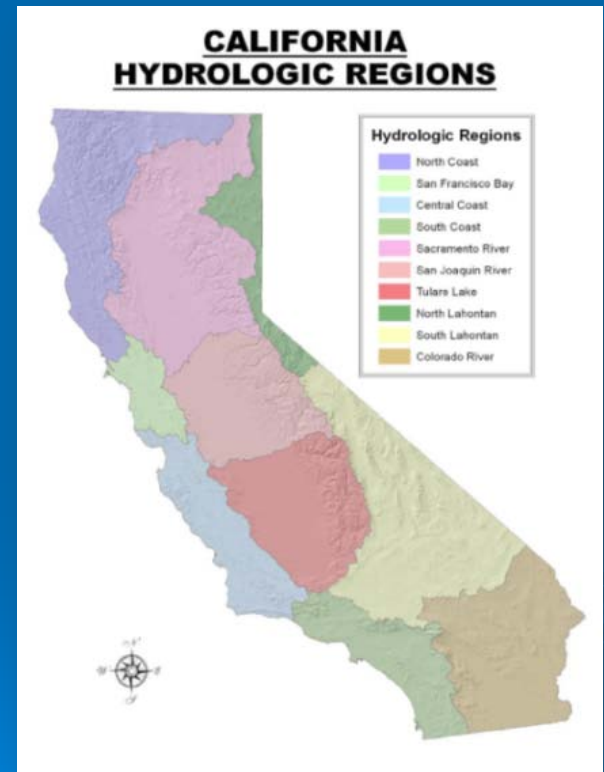 CALIFORNIA
HYDROLOGIC REGIONS
Hydrologic Regions
North Coast
San Francisco Bay
Central Coast
South Coast
Sacramento River
San Joaquin River
Tulare Lake
North Lahontan
South Lahontan
Colorado River